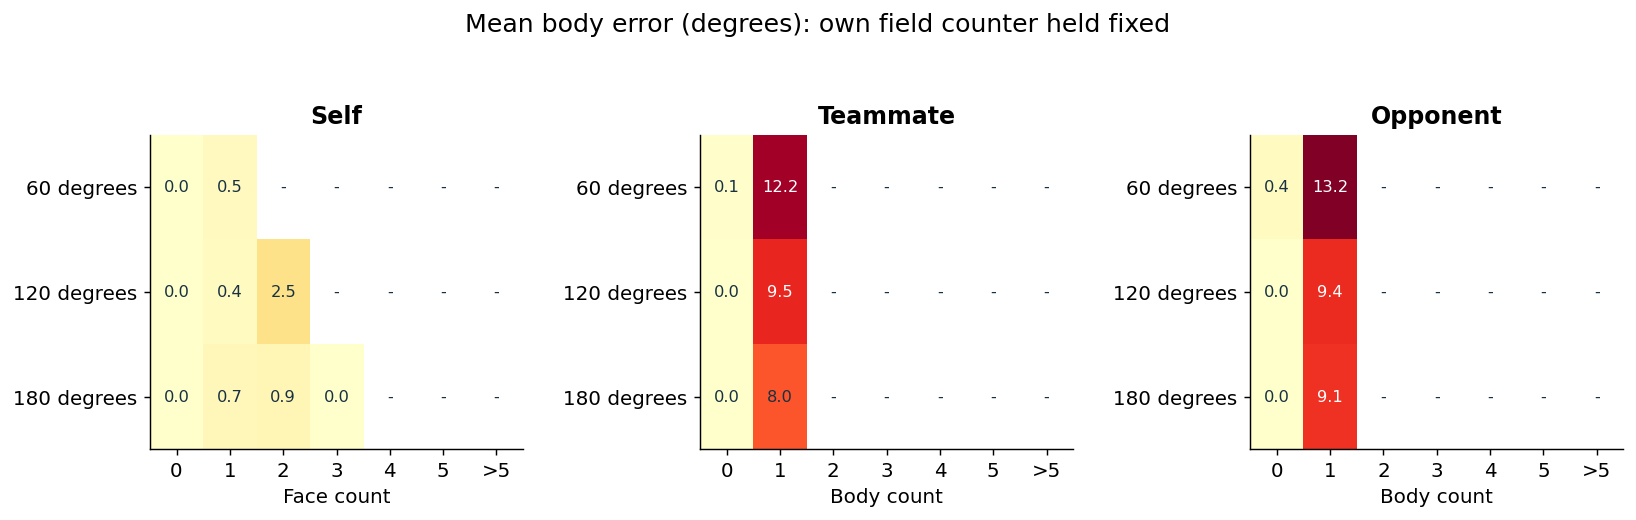 Mean body error (degrees): own field counter held fixed
Self
60 degrees 0.0 0.5 - - - - -
120 degrees 0.0 0.4 2.5 - - - -
180 degrees 0.0 0.7 0.9 0.0 - - -
0 1 2 3 4 5 >5
Face count
Teammate
60 degrees 0.1 12.2 - - - - -
120 degrees 0.0 9.5 - - - - -
180 degrees 0.0 8.0 - - - - -
0 1 2 3 4 5 >5
Body count
Opponent
60 degrees 0.4 13.2 - - - - -
120 degrees 0.0 9.4 - - - - -
180 degrees 0.0 9.1 - - - - -
0 1 2 3 4 5 >5
Body count